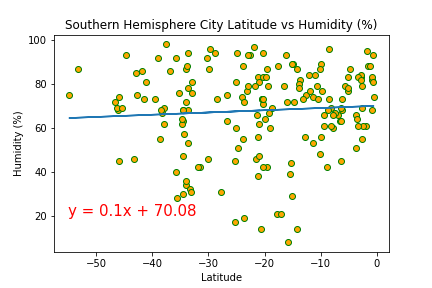 Southern Hemisphere City Latitude vs Humidity (%)
100
80
60
40
20
Humidity (%)
y = 0.1x + 70.08
−50
−40
−30
−20
−10
0
Latitude